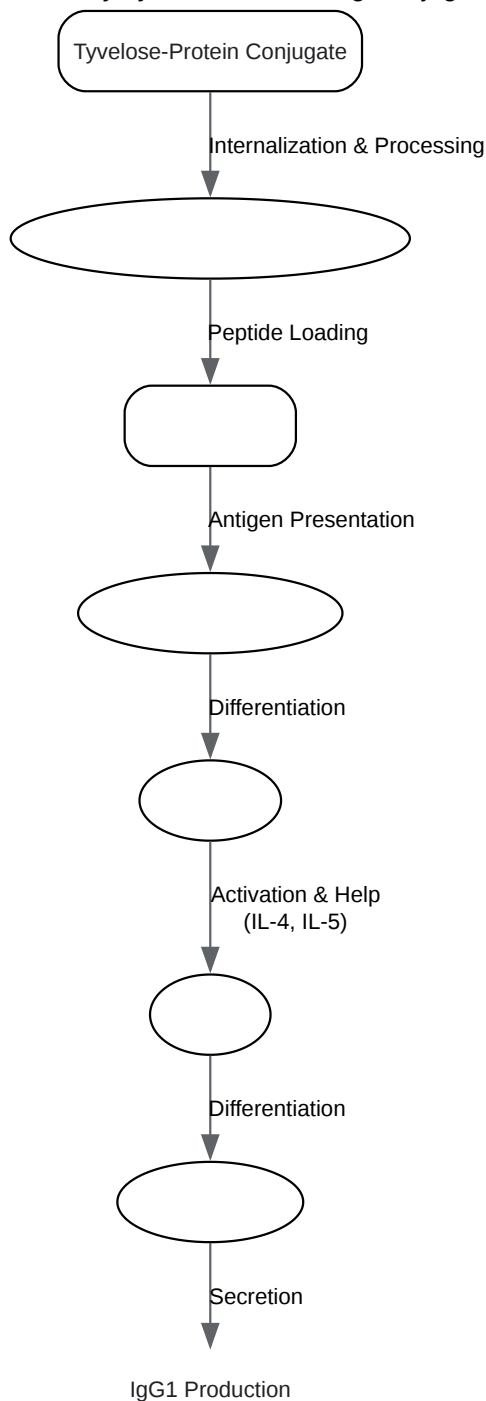 Tyvelose-Protein Conjugate
Internalization & Processing
Peptide Loading
Antigen Presentation
Differentiation
Activation & Help
(IL-4, IL-5)
Differentiation
Secretion
IgG1 Production